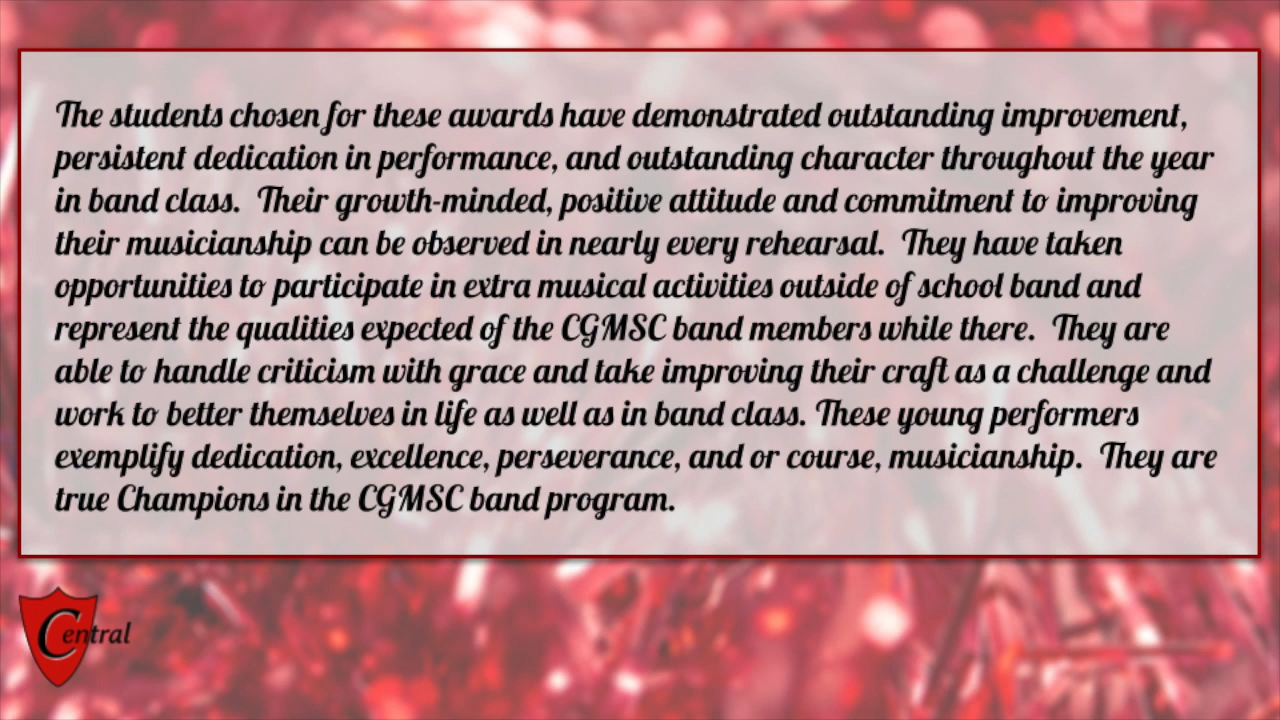 The students chosen for these awards have demonstrated outstanding improvement,
persistent dedication in performance, and outstanding character throughout the year
in band class.  Their growth-minded, positive attitude and commitment to improving
their musicianship can be observed in nearly every rehearsal.  They have taken
opportunities to participate in extra musical activities outside of school band and
represent the qualities expected of the CGMSC band members while there.  They are
able to handle criticism with grace and take improving their craft as a challenge and
work to better themselves in life as well as in band class. These young performers
exemplify dedication, excellence, perseverance, and or course, musicianship.  They are
true Champions in the CGMSC band program.
Central